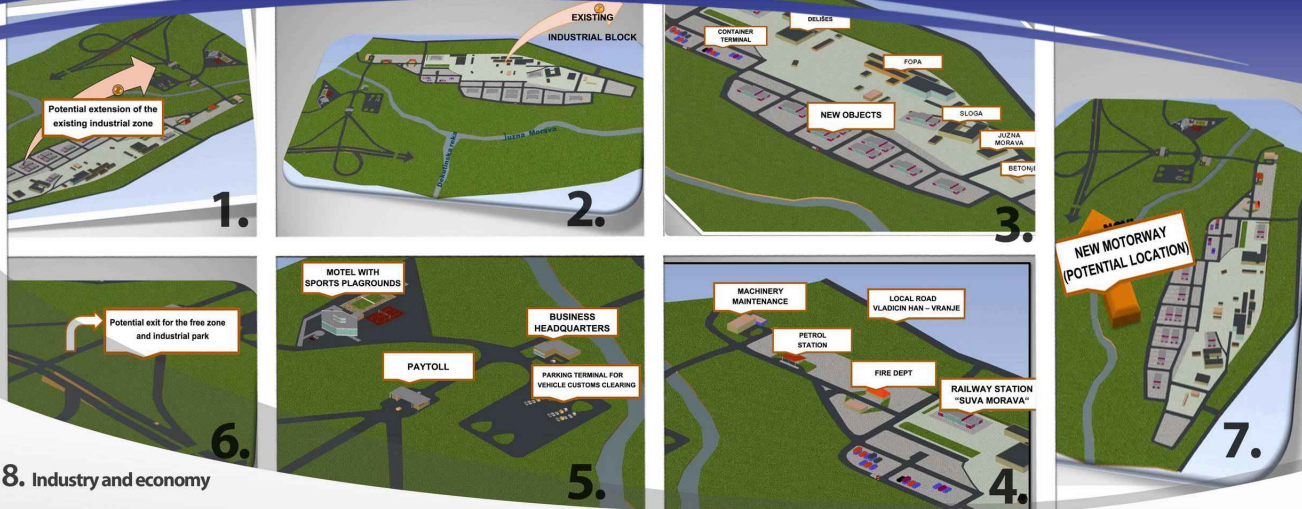 Potential extension of the
existing industrial zone
1.
EXISTING
INDUSTRIAL BLOCK
Juzna Morava
2.
DELIŠES
CONTAINER
TERMINAL
FOPA
NEW OBJECTS
SLOGA
JUZNA
MORAVA
3.
NEW MOTORWAY
(POTENTIAL LOCATION)
7.
Potential exit for the free zone
and industrial park
6.
MOTEL WITH
SPORTS PLAGROUNDS
BUSINESS
HEADQUARTERS
PAYTOLL
PARKING TERMINAL FOR
VEHICLE CUSTOMS CLEARING
5.
MACHINERY
MAINTENANCE
LOCAL ROAD
VLADICIN HAN – VRANJE
PETROL
STATION
FIRE DEPT
RAILWAY STATION
“SUVA MORAVA“
4.
8. Industry and economy